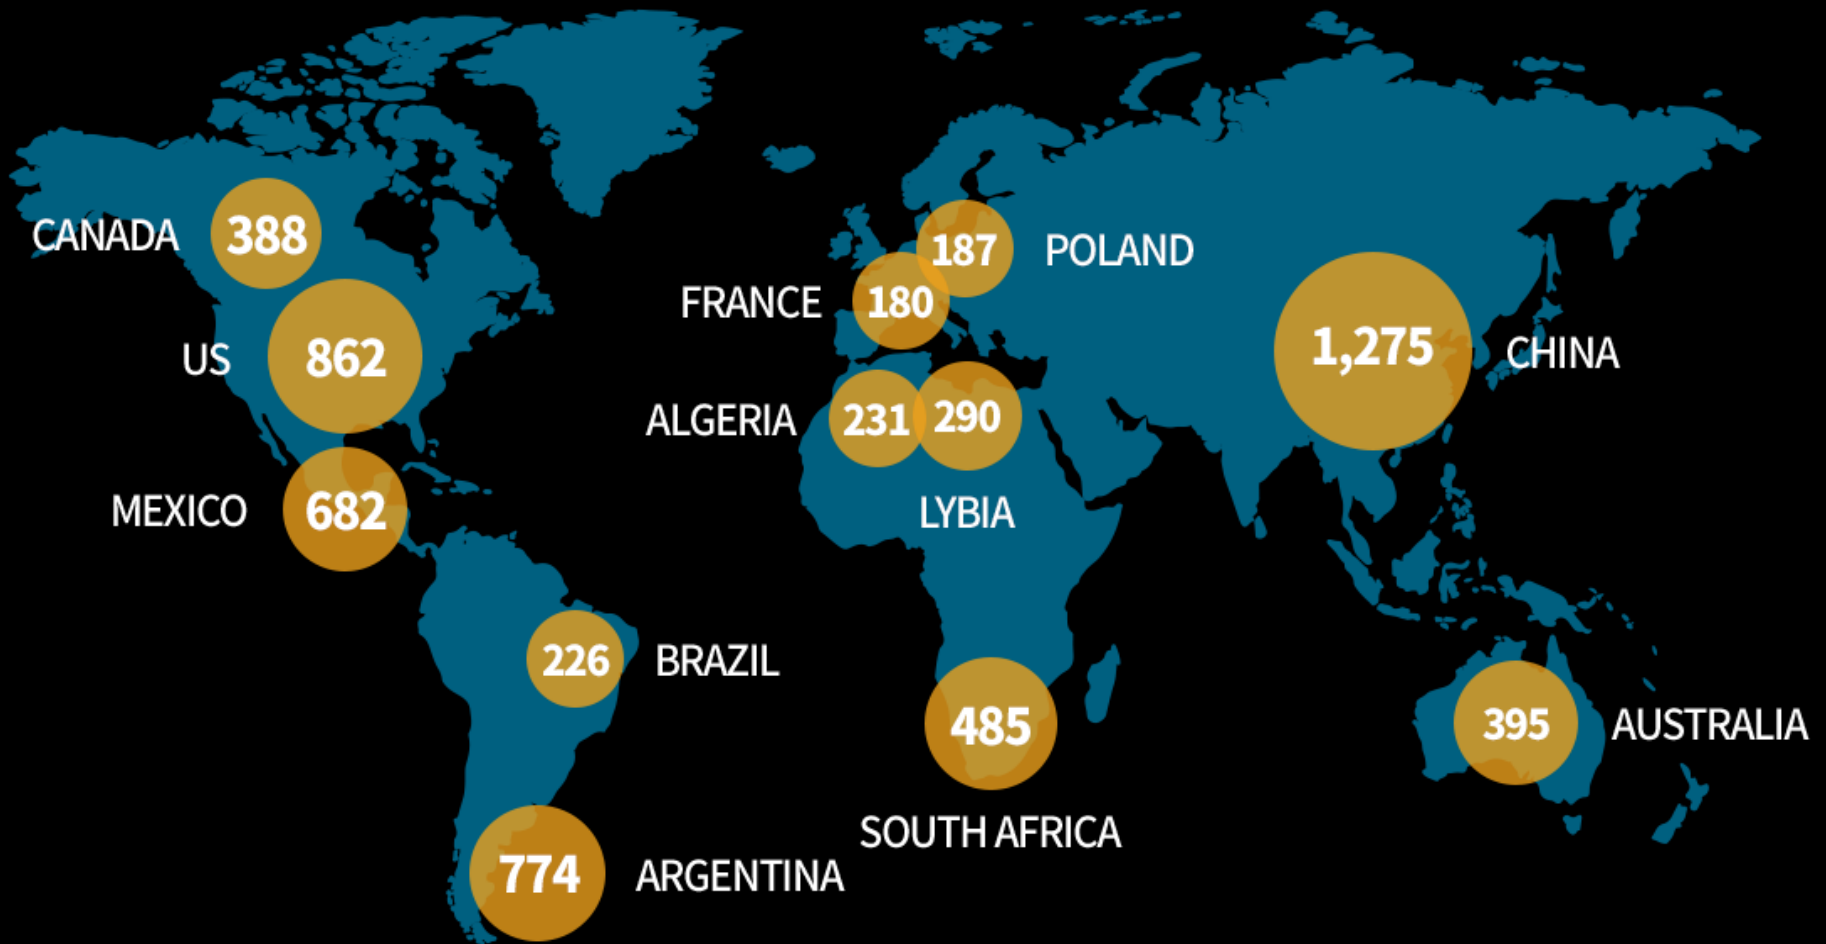 CANADA 388
187 POLAND
FRANCE 180
1,275 CHINA
US 862
ALGERIA 231 290
LYBIA
MEXICO 682
226 BRAZIL
485
SOUTH AFRICA
395 AUSTRALIA
774 ARGENTINA